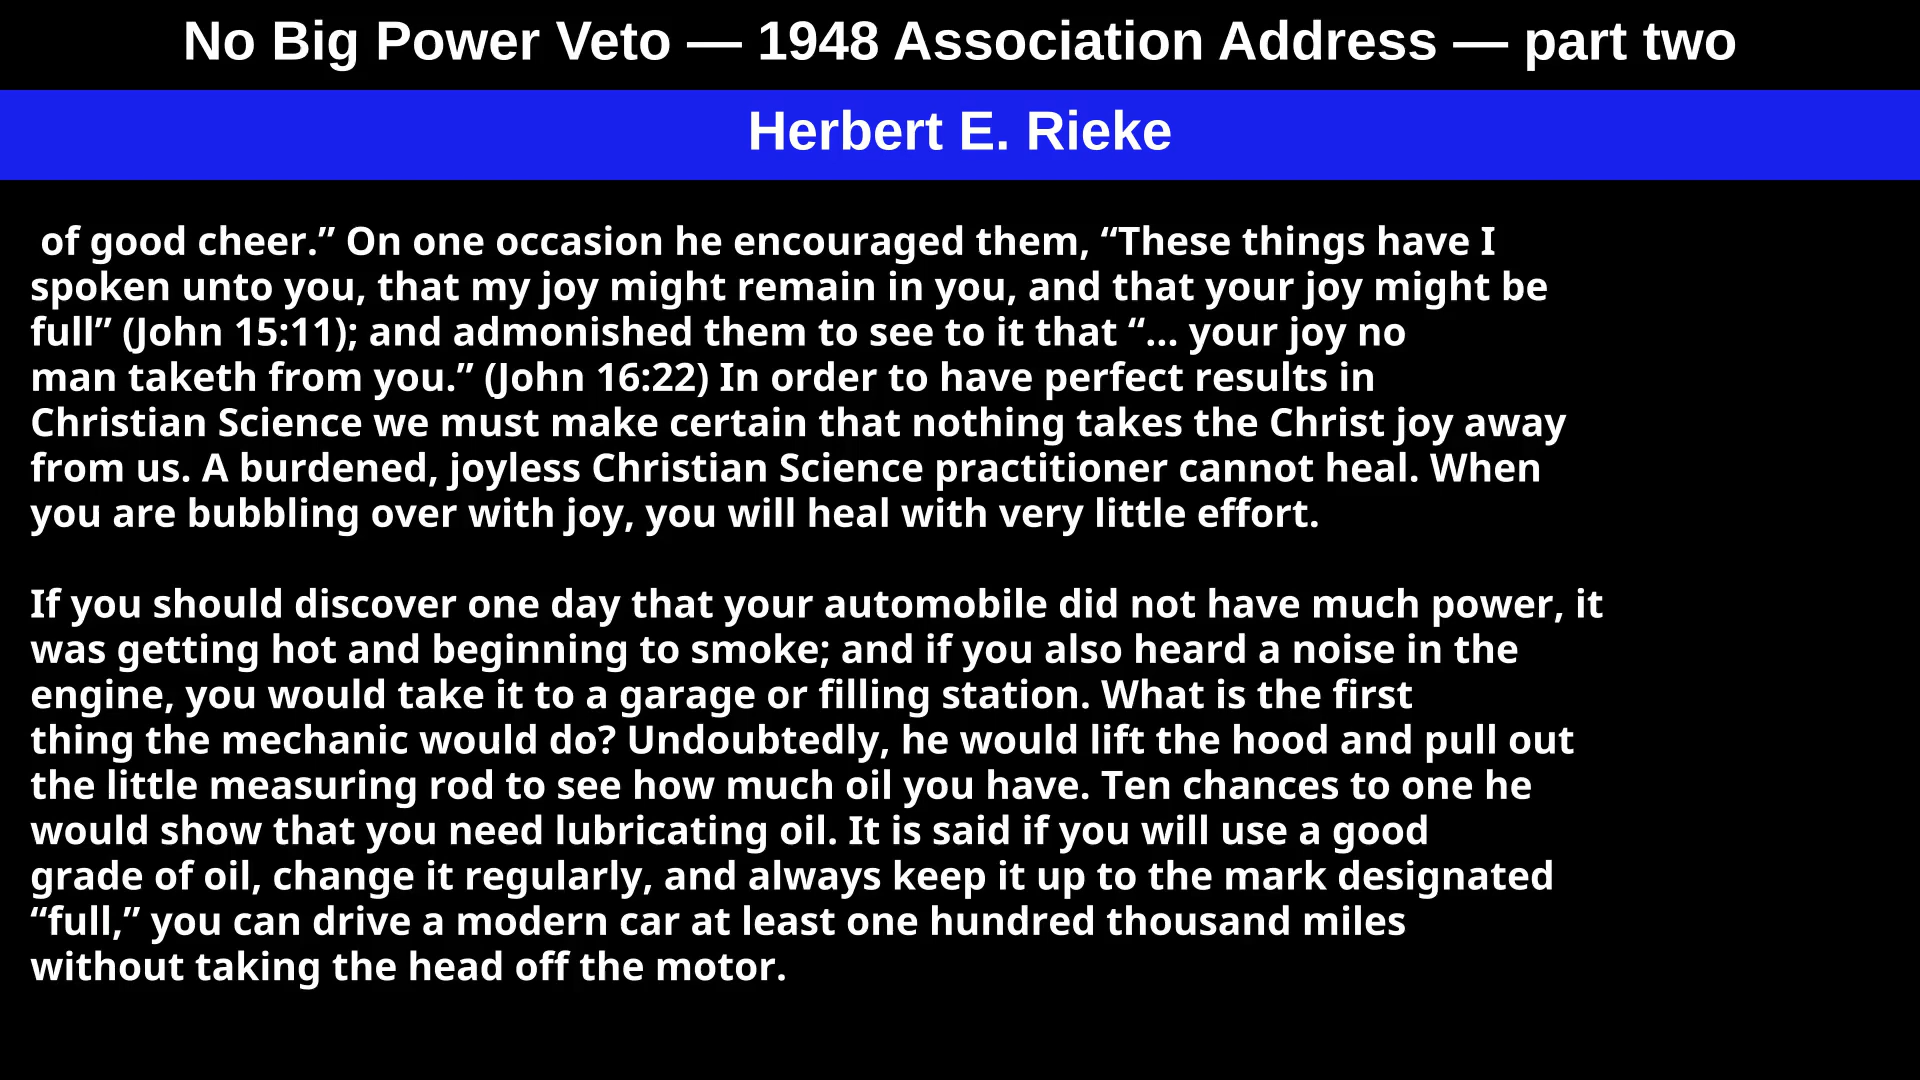 No Big Power Veto — 1948 Association Address — part two
Herbert E. Rieke
of good cheer.” On one occasion he encouraged them, “These things have I
spoken unto you, that my joy might remain in you, and that your joy might be
full” (John 15:11); and admonished them to see to it that “... your joy no
man taketh from you.” (John 16:22) In order to have perfect results in
Christian Science we must make certain that nothing takes the Christ joy away
from us. A burdened, joyless Christian Science practitioner cannot heal. When
you are bubbling over with joy, you will heal with very little effort.
If you should discover one day that your automobile did not have much power, it
was getting hot and beginning to smoke; and if you also heard a noise in the
engine, you would take it to a garage or filling station. What is the first
thing the mechanic would do? Undoubtedly, he would lift the hood and pull out
the little measuring rod to see how much oil you have. Ten chances to one he
would show that you need lubricating oil. It is said if you will use a good
grade of oil, change it regularly, and always keep it up to the mark designated
“full,” you can drive a modern car at least one hundred thousand miles
without taking the head off the motor.